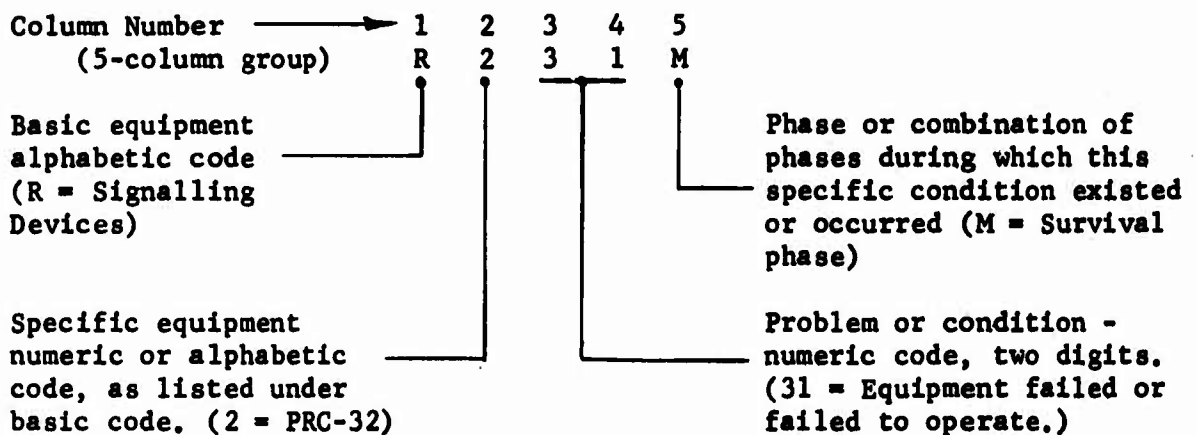 Column Number 1 2 3 4 5
(5-column group) R 2 3 1 M
Basic equipment
alphabetic code
(R = Signalling
Devices)
Phase or combination of
phases during which this
specific condition existed
or occurred (M = Survival
phase)
Specific equipment
numeric or alphabetic
code, as listed under
basic code. (2 = PRC-32)
Problem or condition -
numeric code, two digits.
(31 = Equipment failed or
failed to operate.)